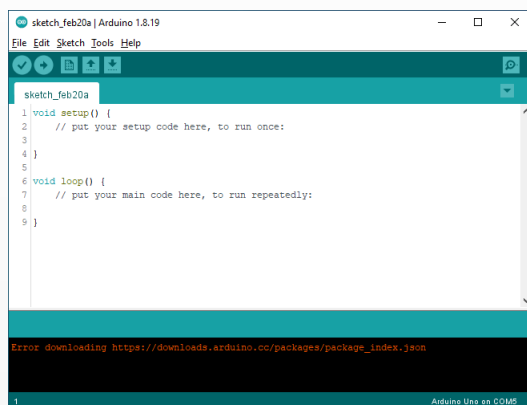 sketch_feb20a | Arduino 1.8.19
File Edit Sketch Tools Help
sketch_feb20a
1 void setup() {
2 // put your setup code here, to run once:
3
4 }
5
6 void loop() {
7 // put your main code here, to run repeatedly:
8
9 }
Error downloading https://downloads.arduino.cc/packages/package_index.json
1 Arduino Uno on COM5